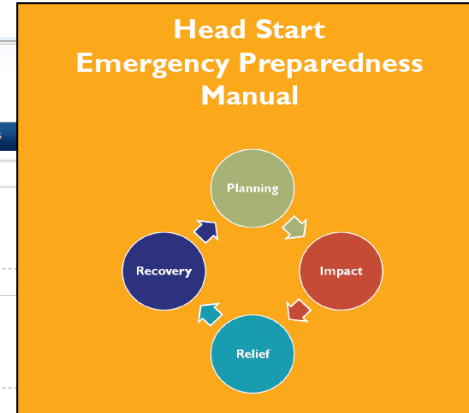 Head Start
Emergency Preparedness
Manual
Planning
Recovery
Impact
Relief